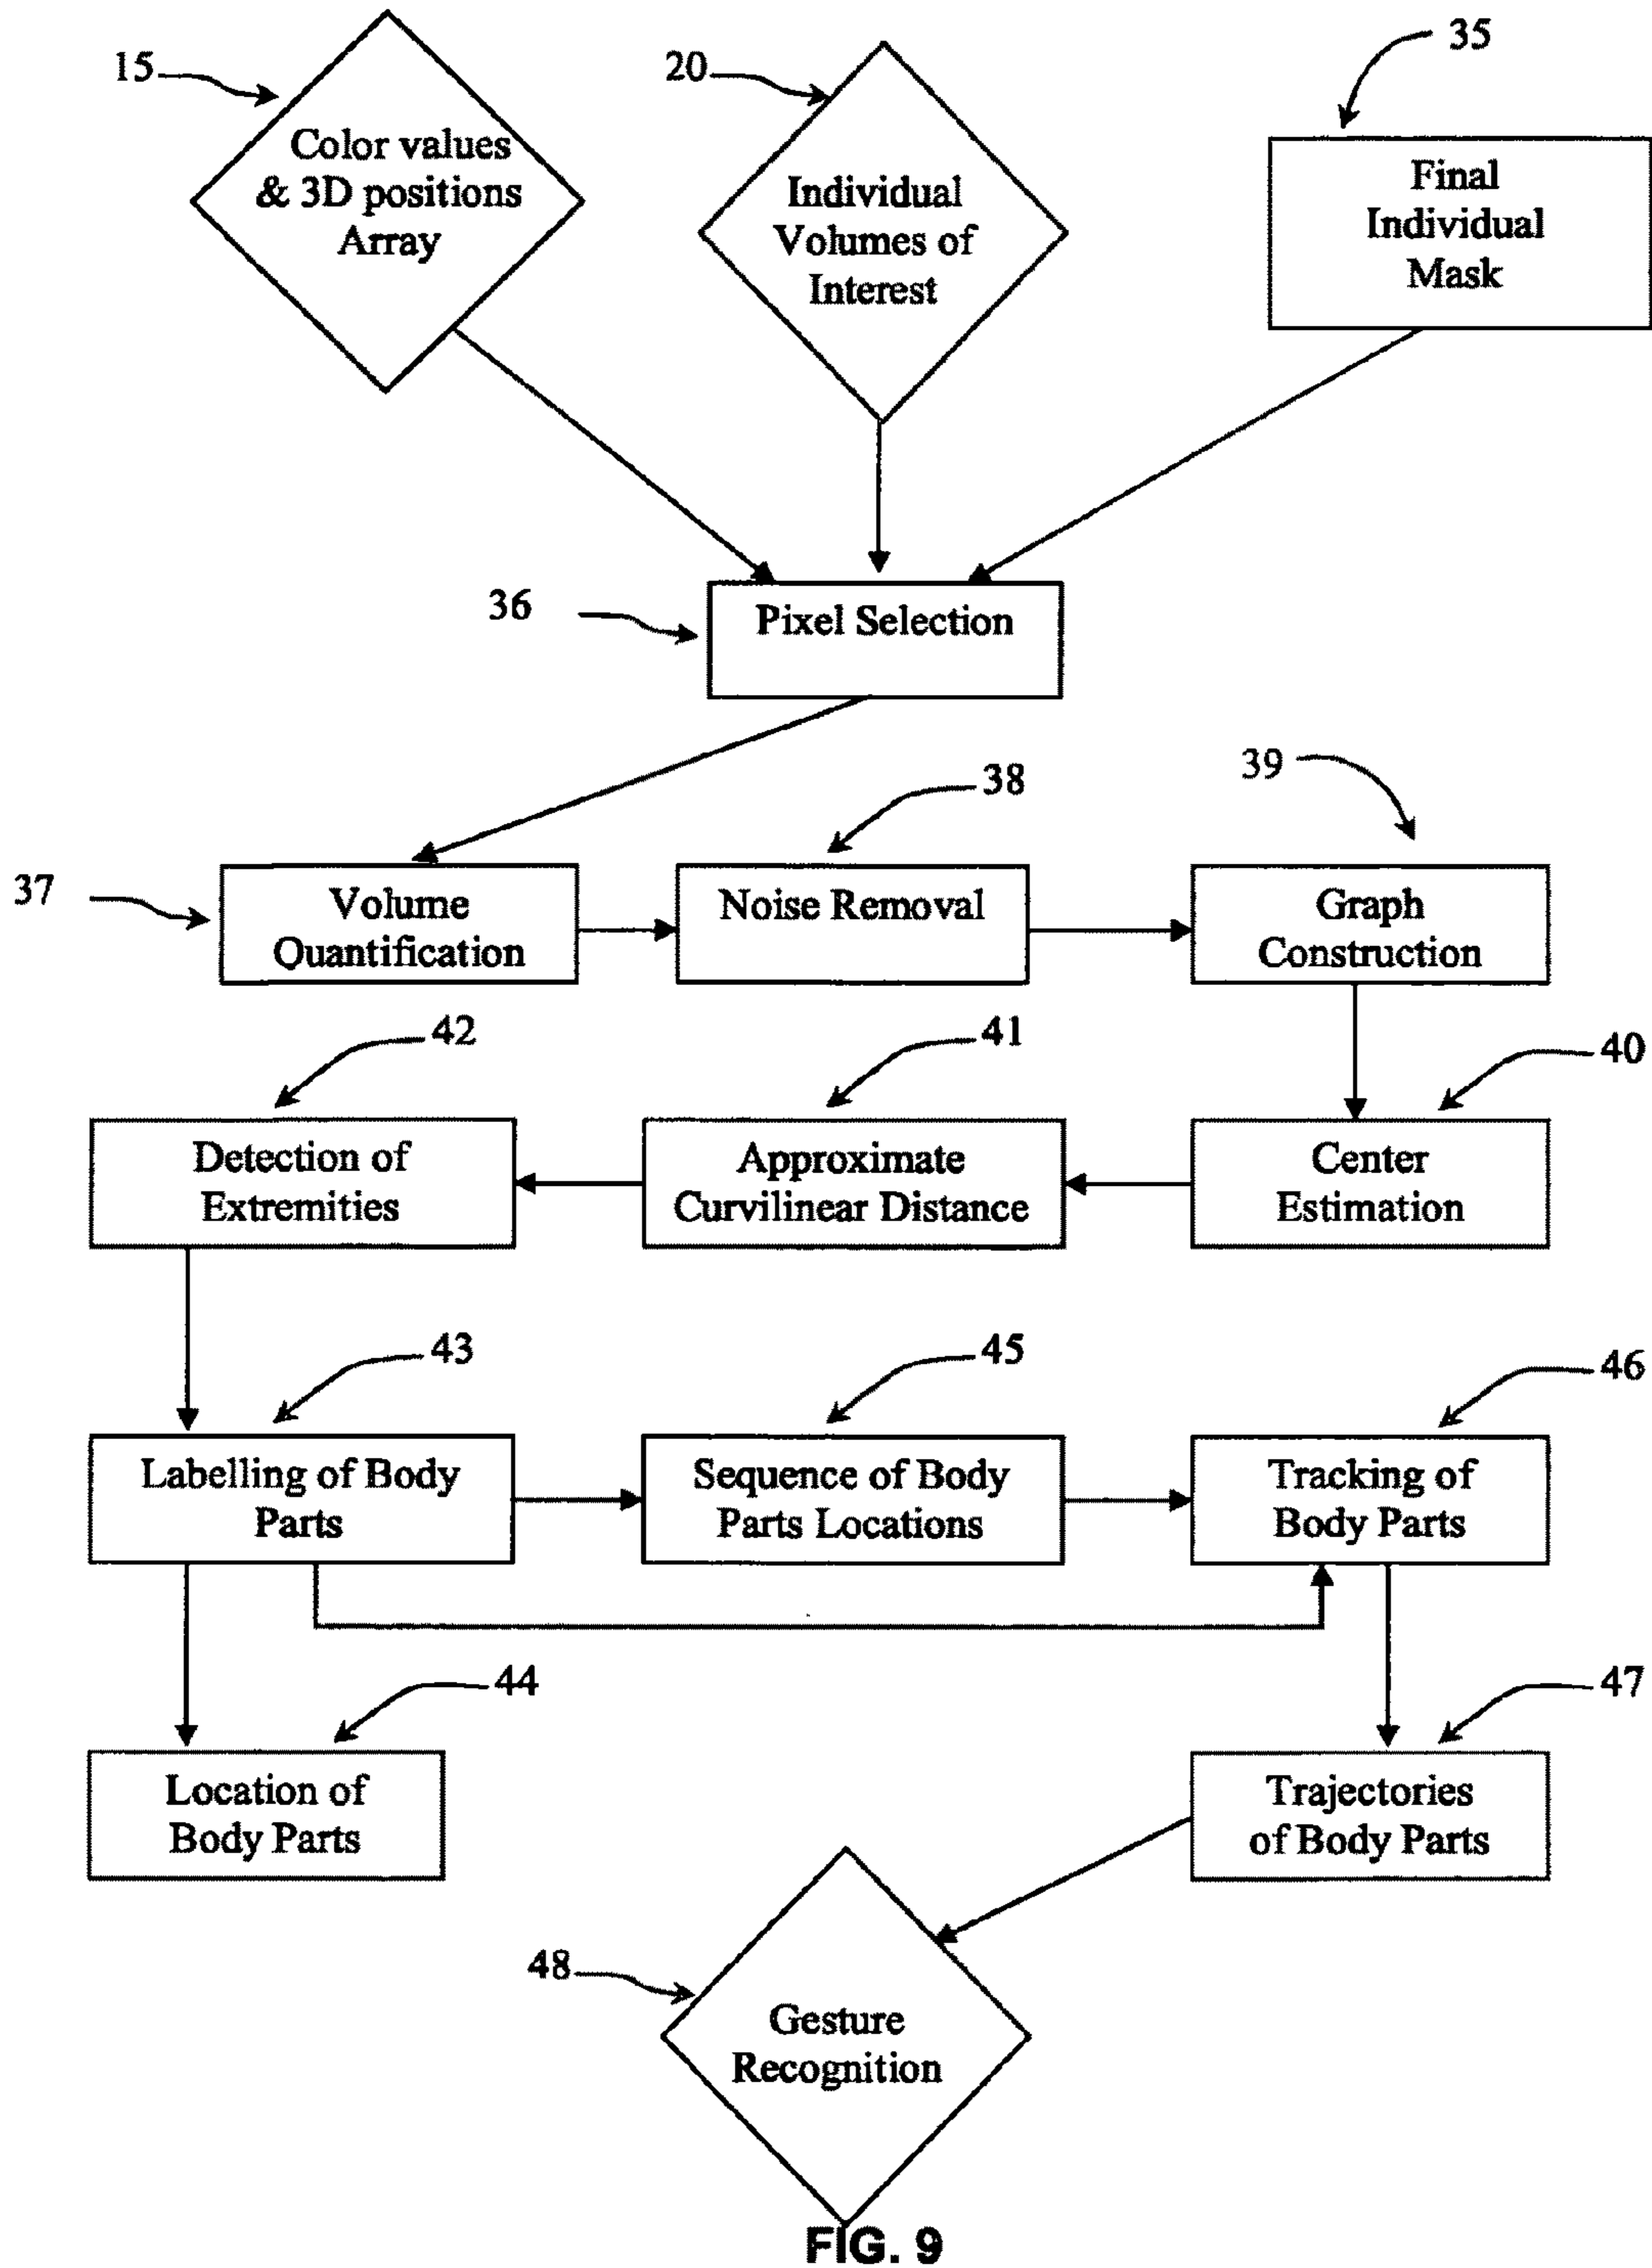 15
Color values
& 3D positions
Array
20
Individual
Volumes of
Interest
35
Final
Individual
Mask
36
Pixel Selection
37
Volume
Quantification
38
Noise Removal
39
Graph
Construction
42
Detection of
Extremities
41
Approximate
Curvilinear Distance
40
Center
Estimation
43
Labelling of Body
Parts
45
Sequence of Body
Parts Locations
46
Tracking of
Body Parts
44
Location of
Body Parts
47
Trajectories
of Body Parts
48
Gesture
Recognition
FIG. 9